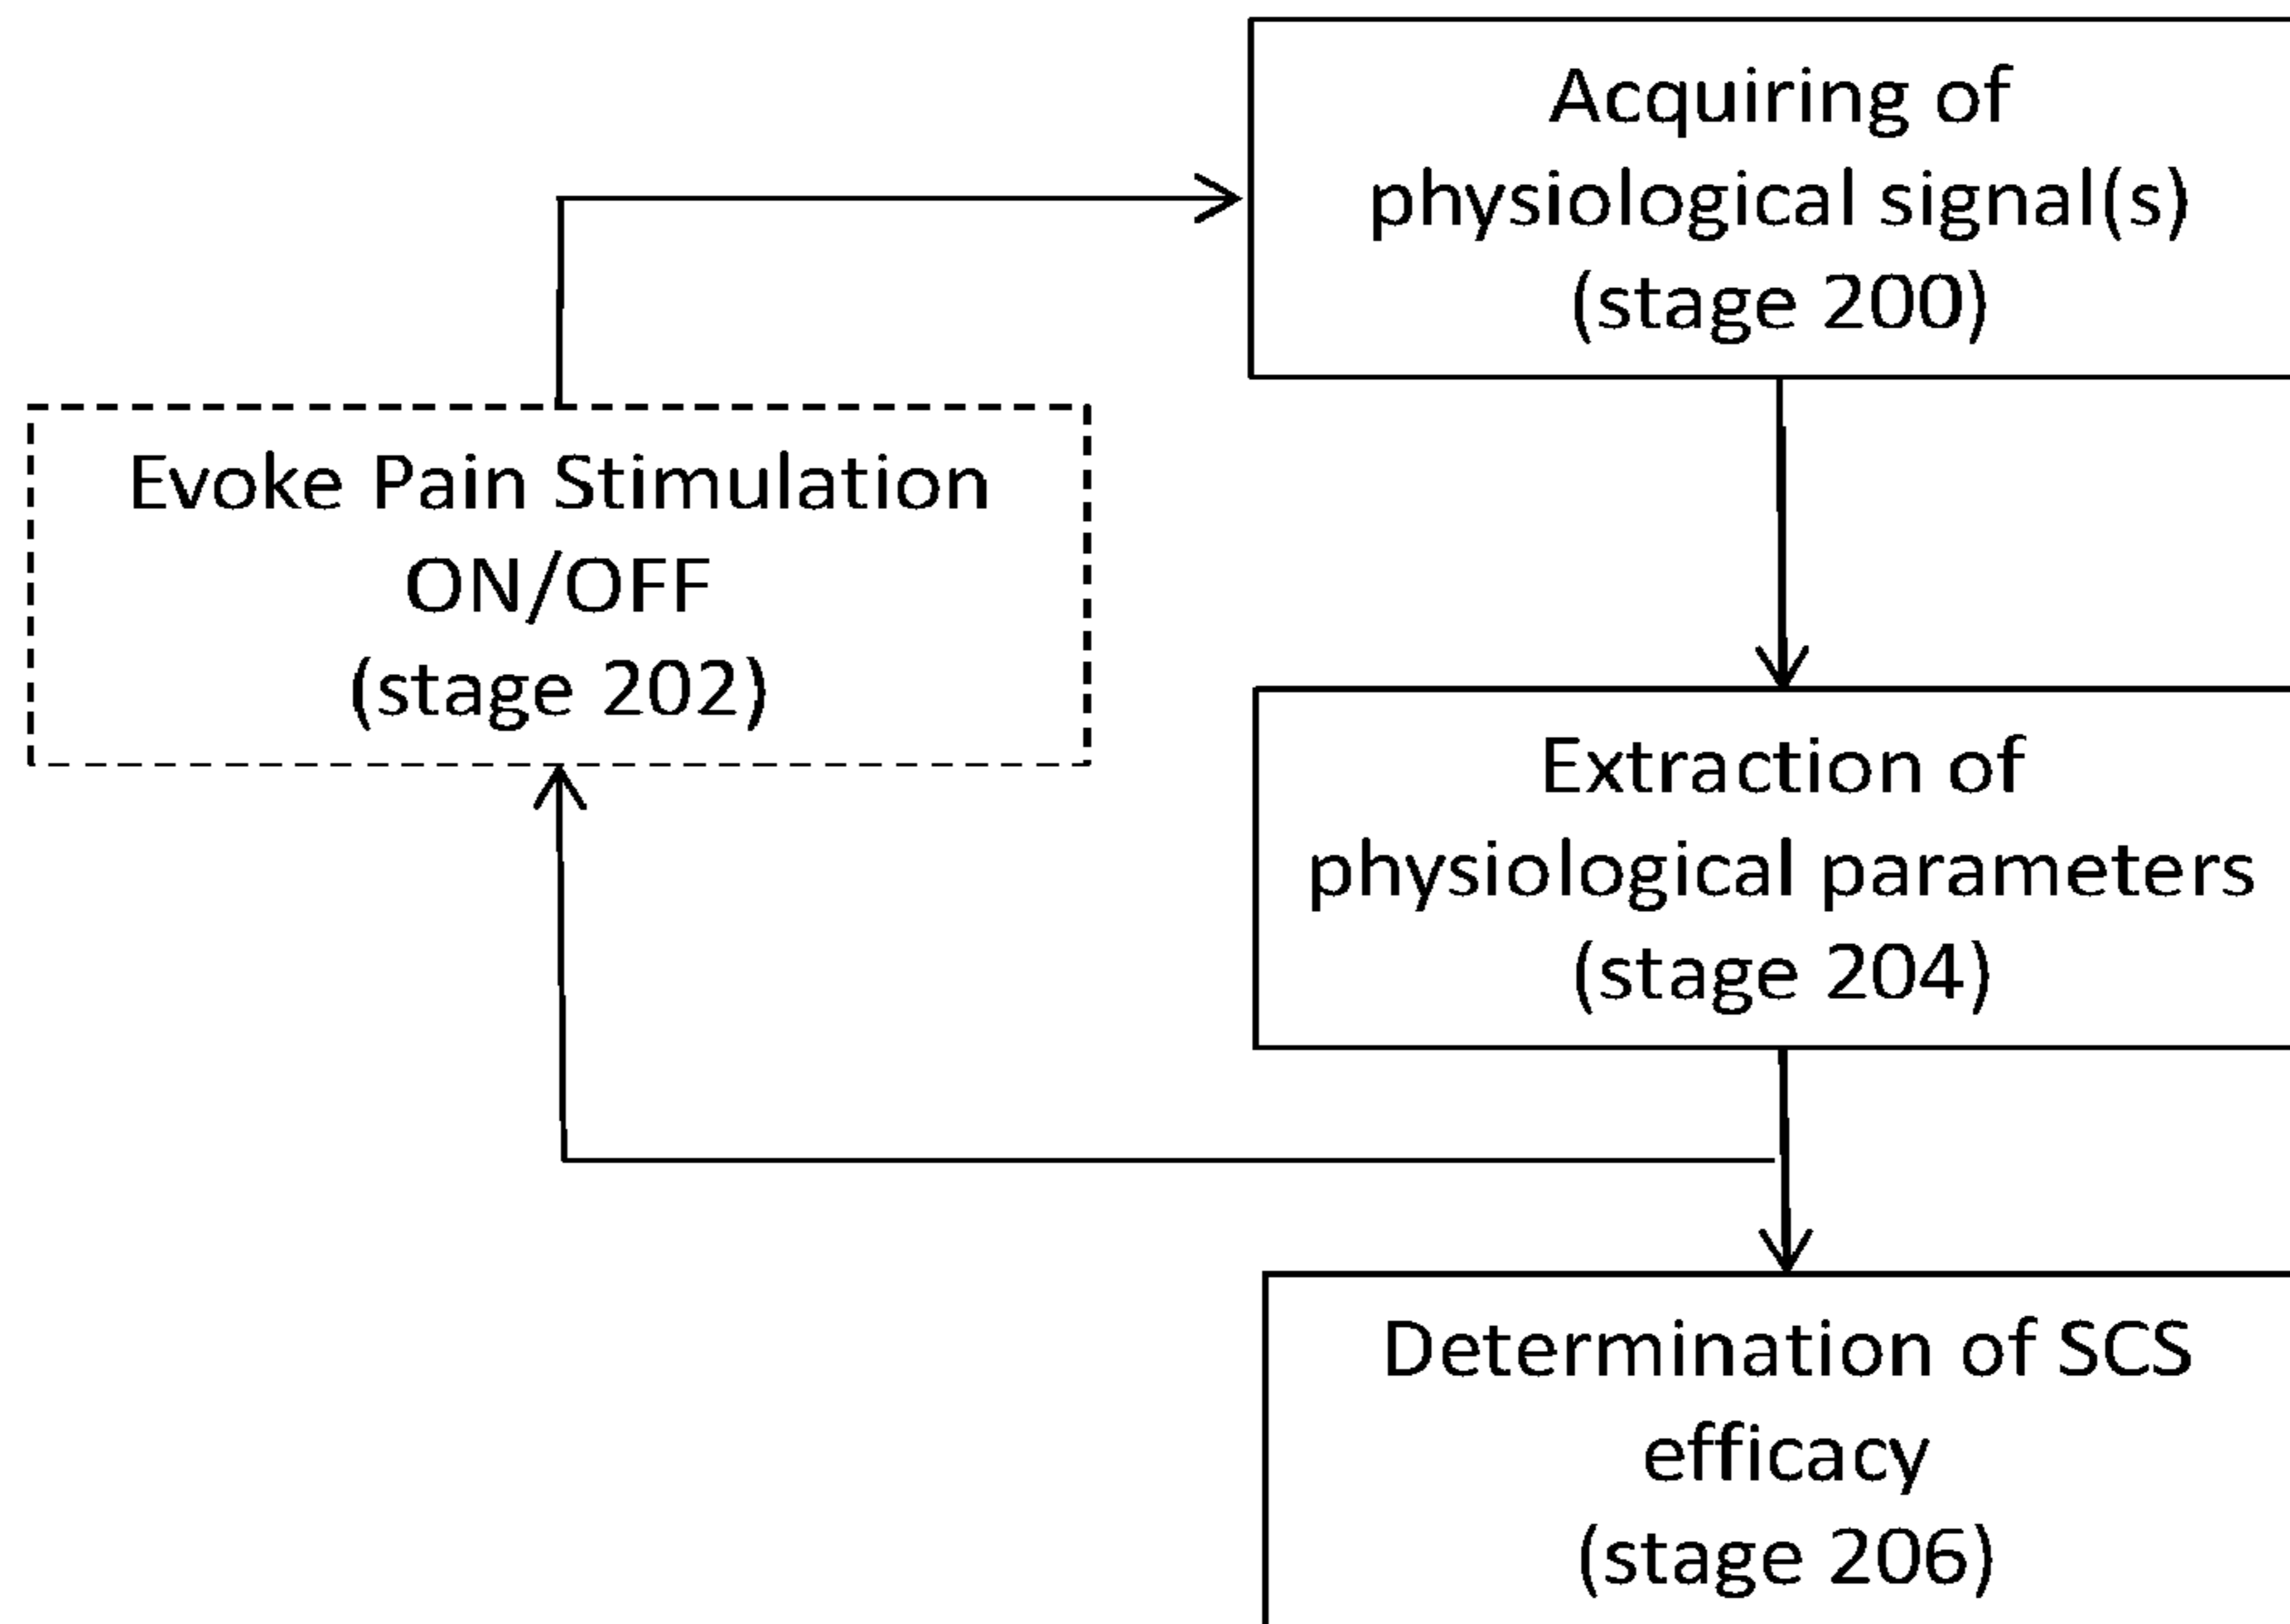 Acquiring of
physiological signal(s)
(stage 200)
Evoke Pain Stimulation
ON/OFF
(stage 202)
Extraction of
physiological parameters
(stage 204)
Determination of SCS
efficacy
(stage 206)